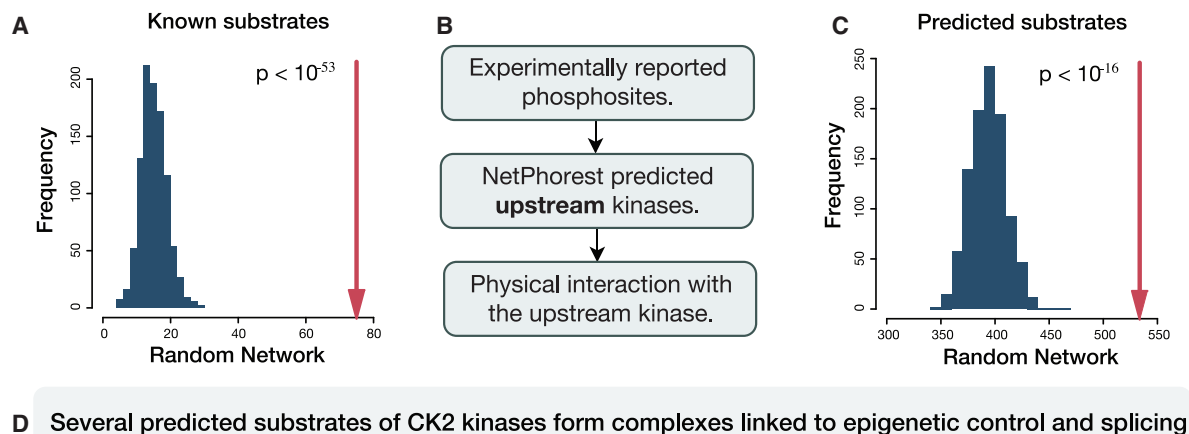 A
Known substrates
p < 10-53
Frequency
0
50
100
150
200
0
20
40
60
80
Random Network
B
Experimentally reported
phosphosites.
NetPhorest predicted
upstream kinases.
Physical interaction with
the upstream kinase.
C
Predicted substrates
p < 10-16
Frequency
0
50
100
150
200
250
300
350
400
450
500
550
Random Network
D Several predicted substrates of CK2 kinases form complexes linked to epigenetic control and splicing